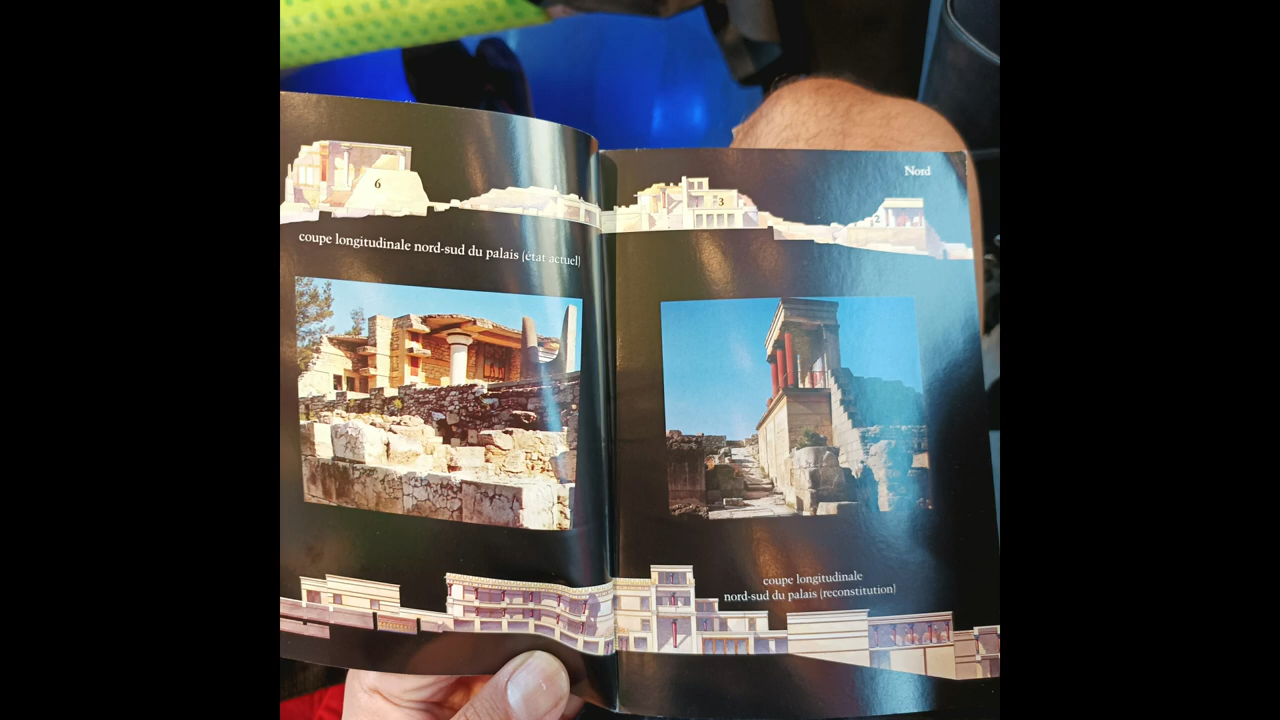 6
coupe longitudinale nord-sud du palais (état actuel)
Nord
3
2
coupe longitudinale
nord-sud du palais (reconstitution)